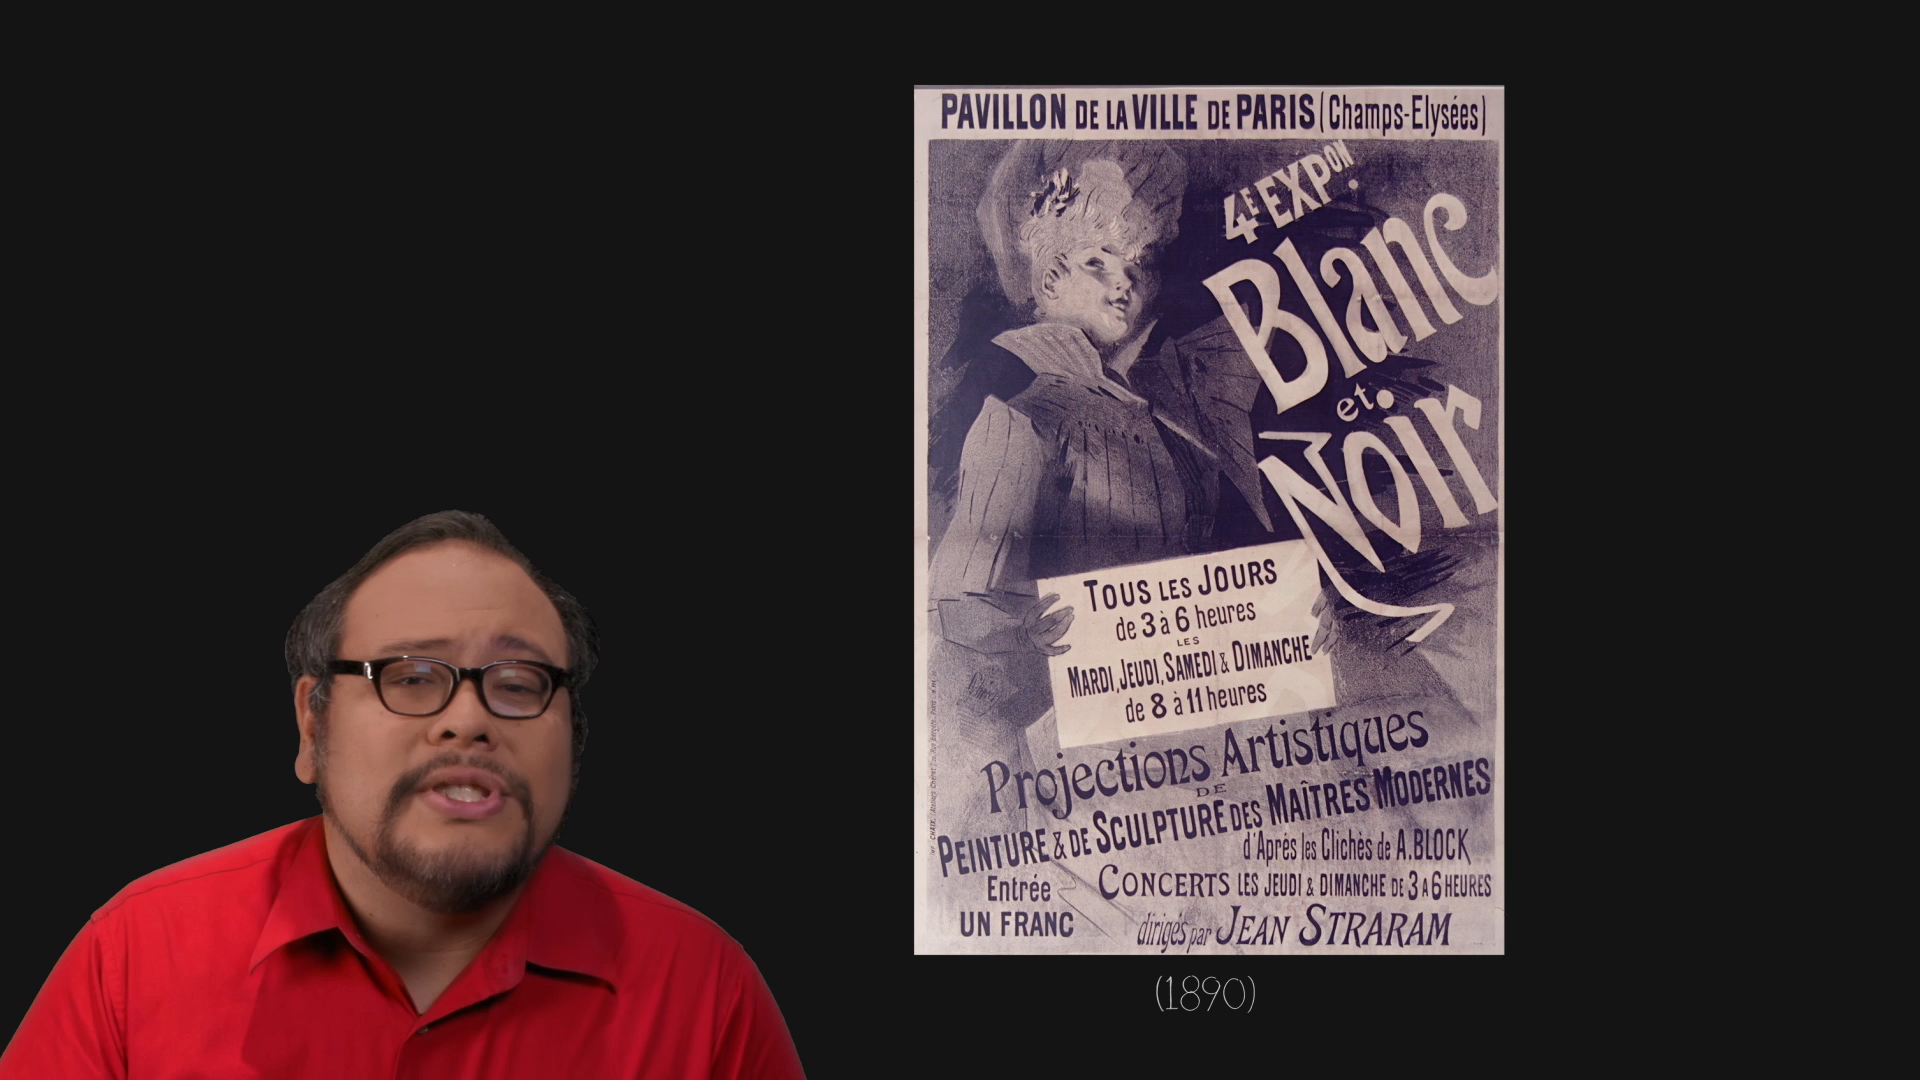 PAVILLON DE LA VILLE DE PARIS (Champs-Elysées)
4E EXPON.
Blanc
et
Noir
TOUS LES JOURS
de 3 à 6 heures
LES
MARDI, JEUDI, SAMEDI & DIMANCHE
de 8 à 11 heures
Projections Artistiques
DE
PEINTURE & DE SCULPTURE DES MAÎTRES MODERNES
d'Après les Clichés de A. BLOCK
Entrée
UN FRANC
CONCERTS LES JEUDI & DIMANCHE DE 3 A 6 HEURES
dirigés par JEAN STRARAM
(1890)